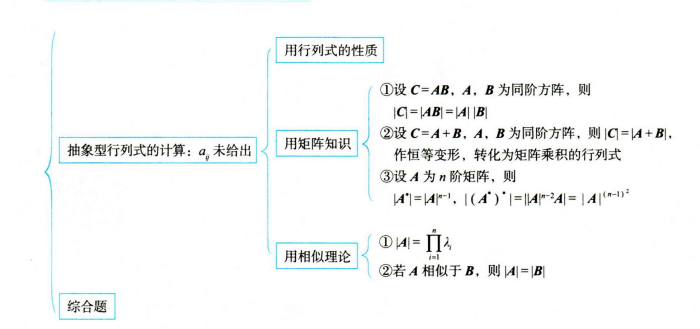 用行列式的性质
抽象型行列式的计算：aᵢⱼ 未给出
用矩阵知识
①设 C=AB，A，B 为同阶方阵，则
|C|=|AB|=|A||B|
②设 C=A+B，A，B 为同阶方阵，则 |C|=|A+B|，
作恒等变形，转化为矩阵乘积的行列式
③设 A 为 n 阶矩阵，则
|A*|=|A|ⁿ⁻¹，|(A*)*|=||A|ⁿ⁻²A|=|A|^((n-1)²)
用相似理论
①|A|=∏ᵢ₌₁ⁿ λᵢ
②若 A 相似于 B，则 |A|=|B|
综合题